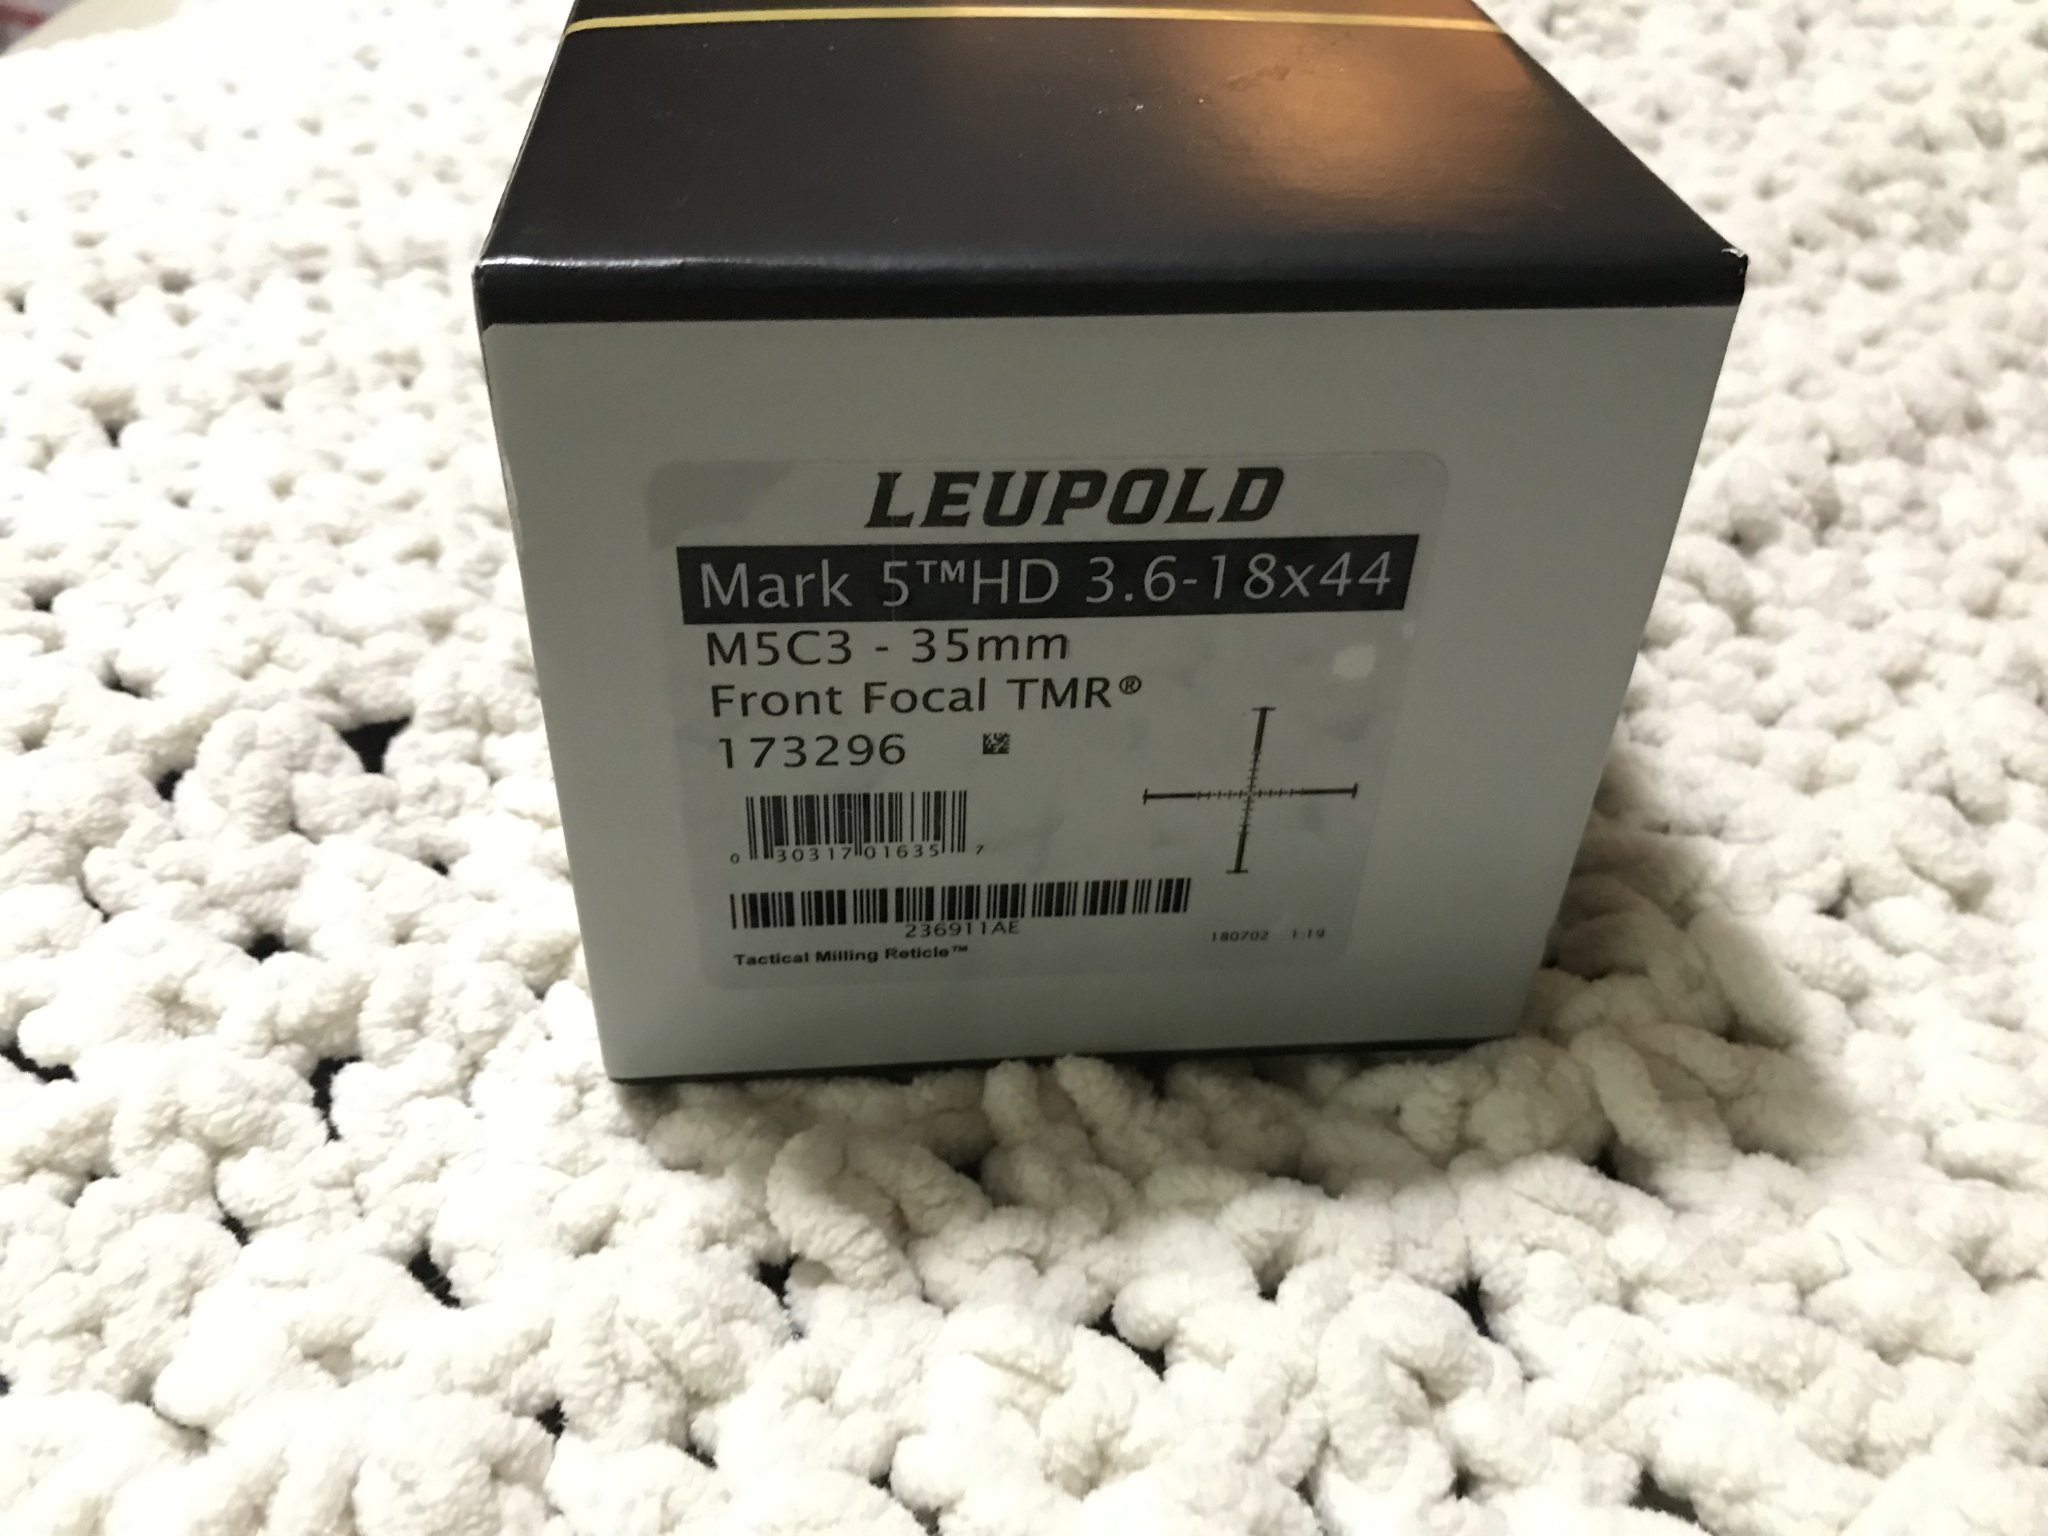 LEUPOLD
Mark 5™HD 3.6-18x44
M5C3 - 35mm
Front Focal TMR®
173296
0 30317 01635 7
236911AE
Tactical Milling Reticle™
180702 1:19